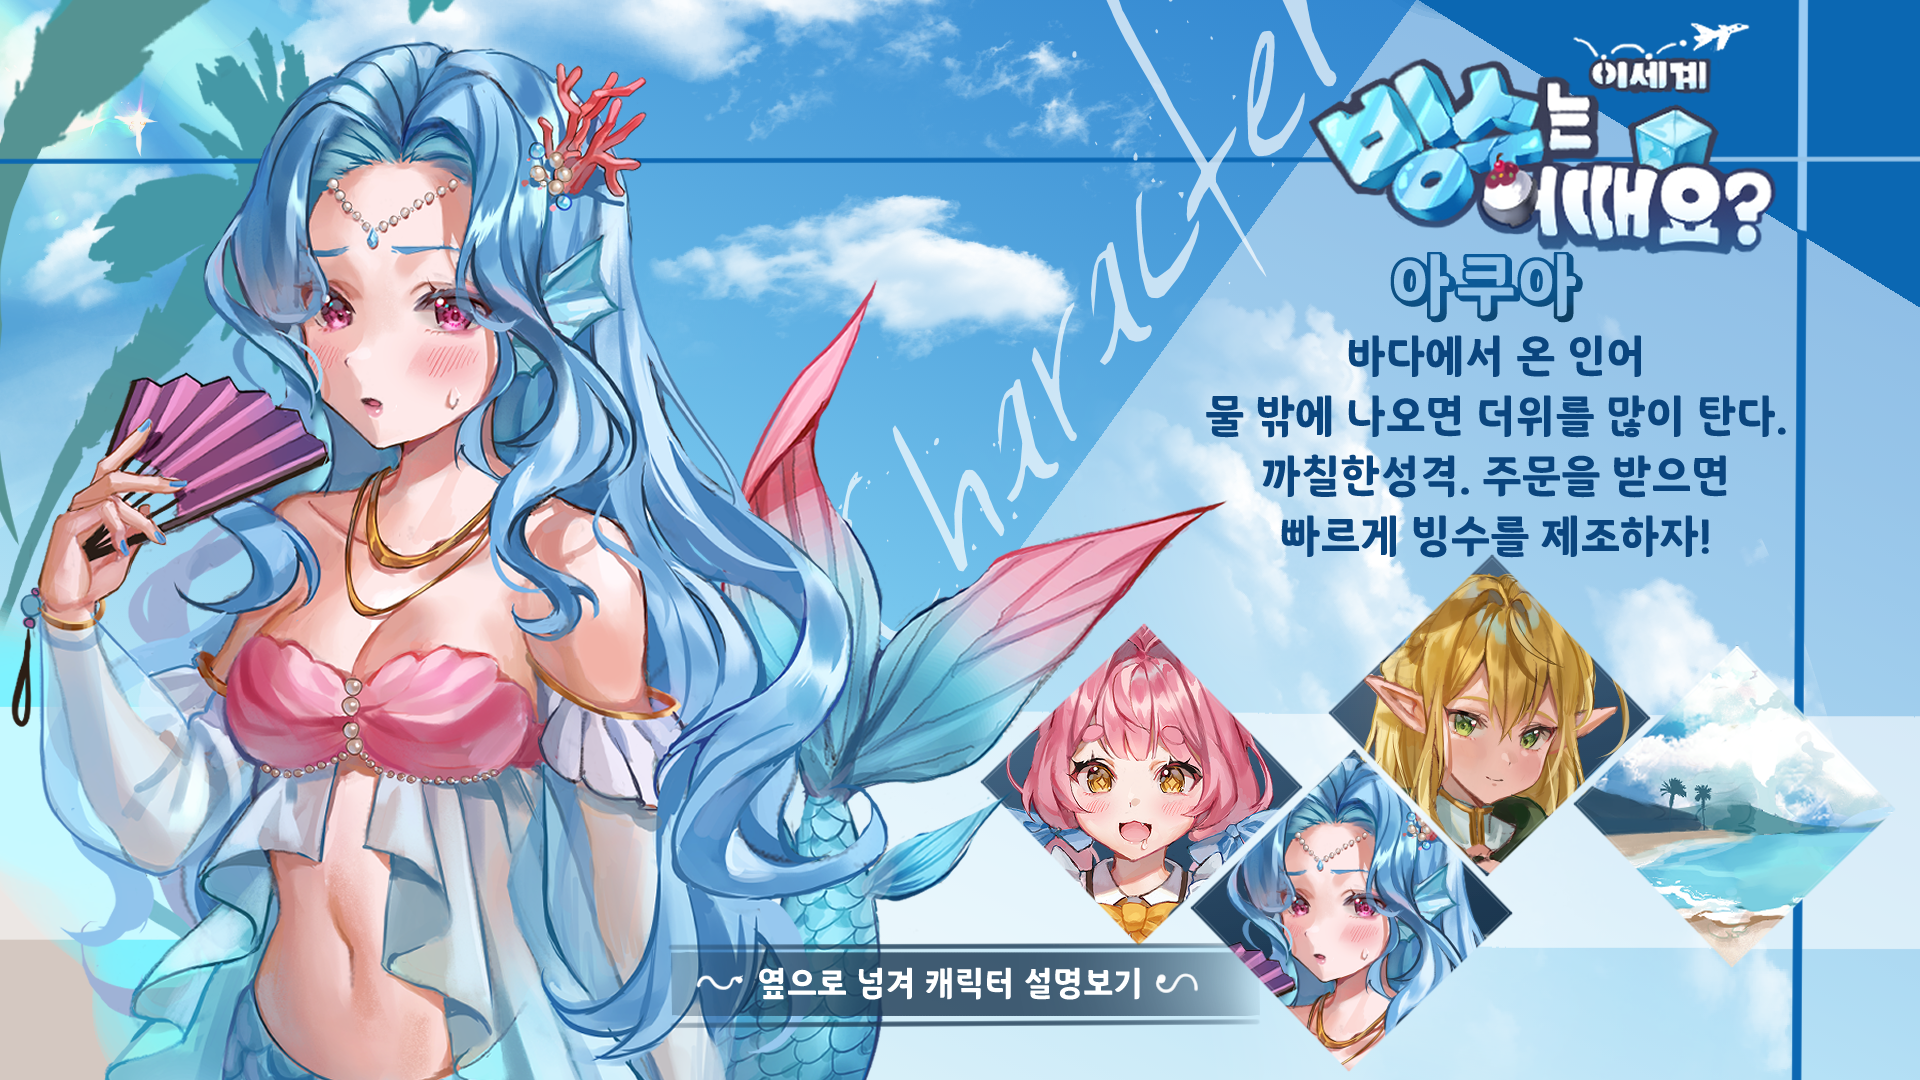 character
이세계
빙수는
어때요?
아쿠아
바다에서 온 인어
물 밖에 나오면 더위를 많이 탄다.
까칠한성격. 주문을 받으면
빠르게 빙수를 제조하자!
옆으로 넘겨 캐릭터 설명보기